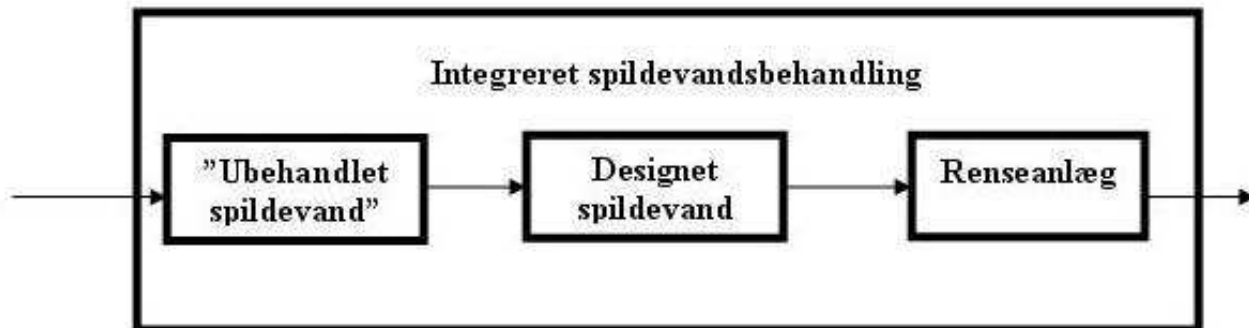 Integreret spildevandsbehandling
”Ubehandlet
spildevand”
Designet
spildevand
Renseanlæg